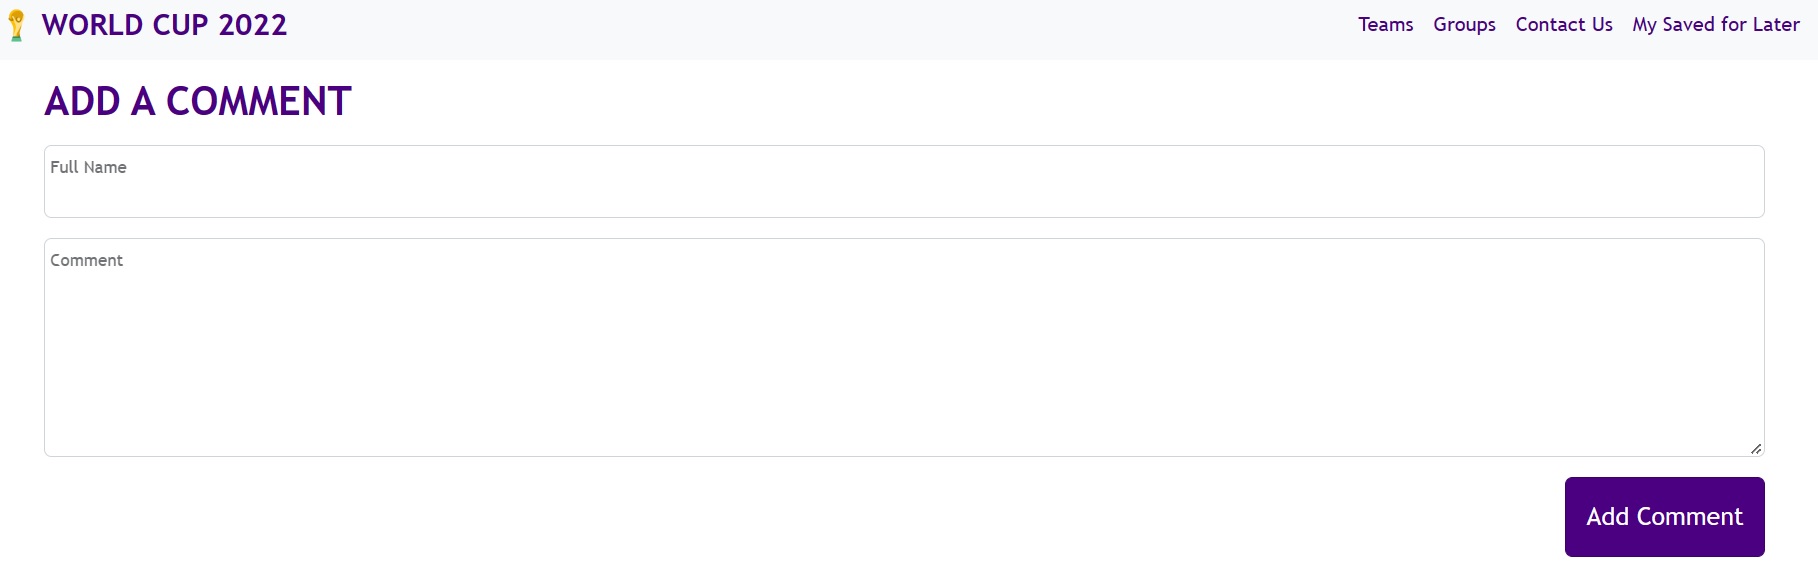 WORLD CUP 2022 Teams Groups Contact Us My Saved for Later
ADD A COMMENT
Full Name
Comment
Add Comment